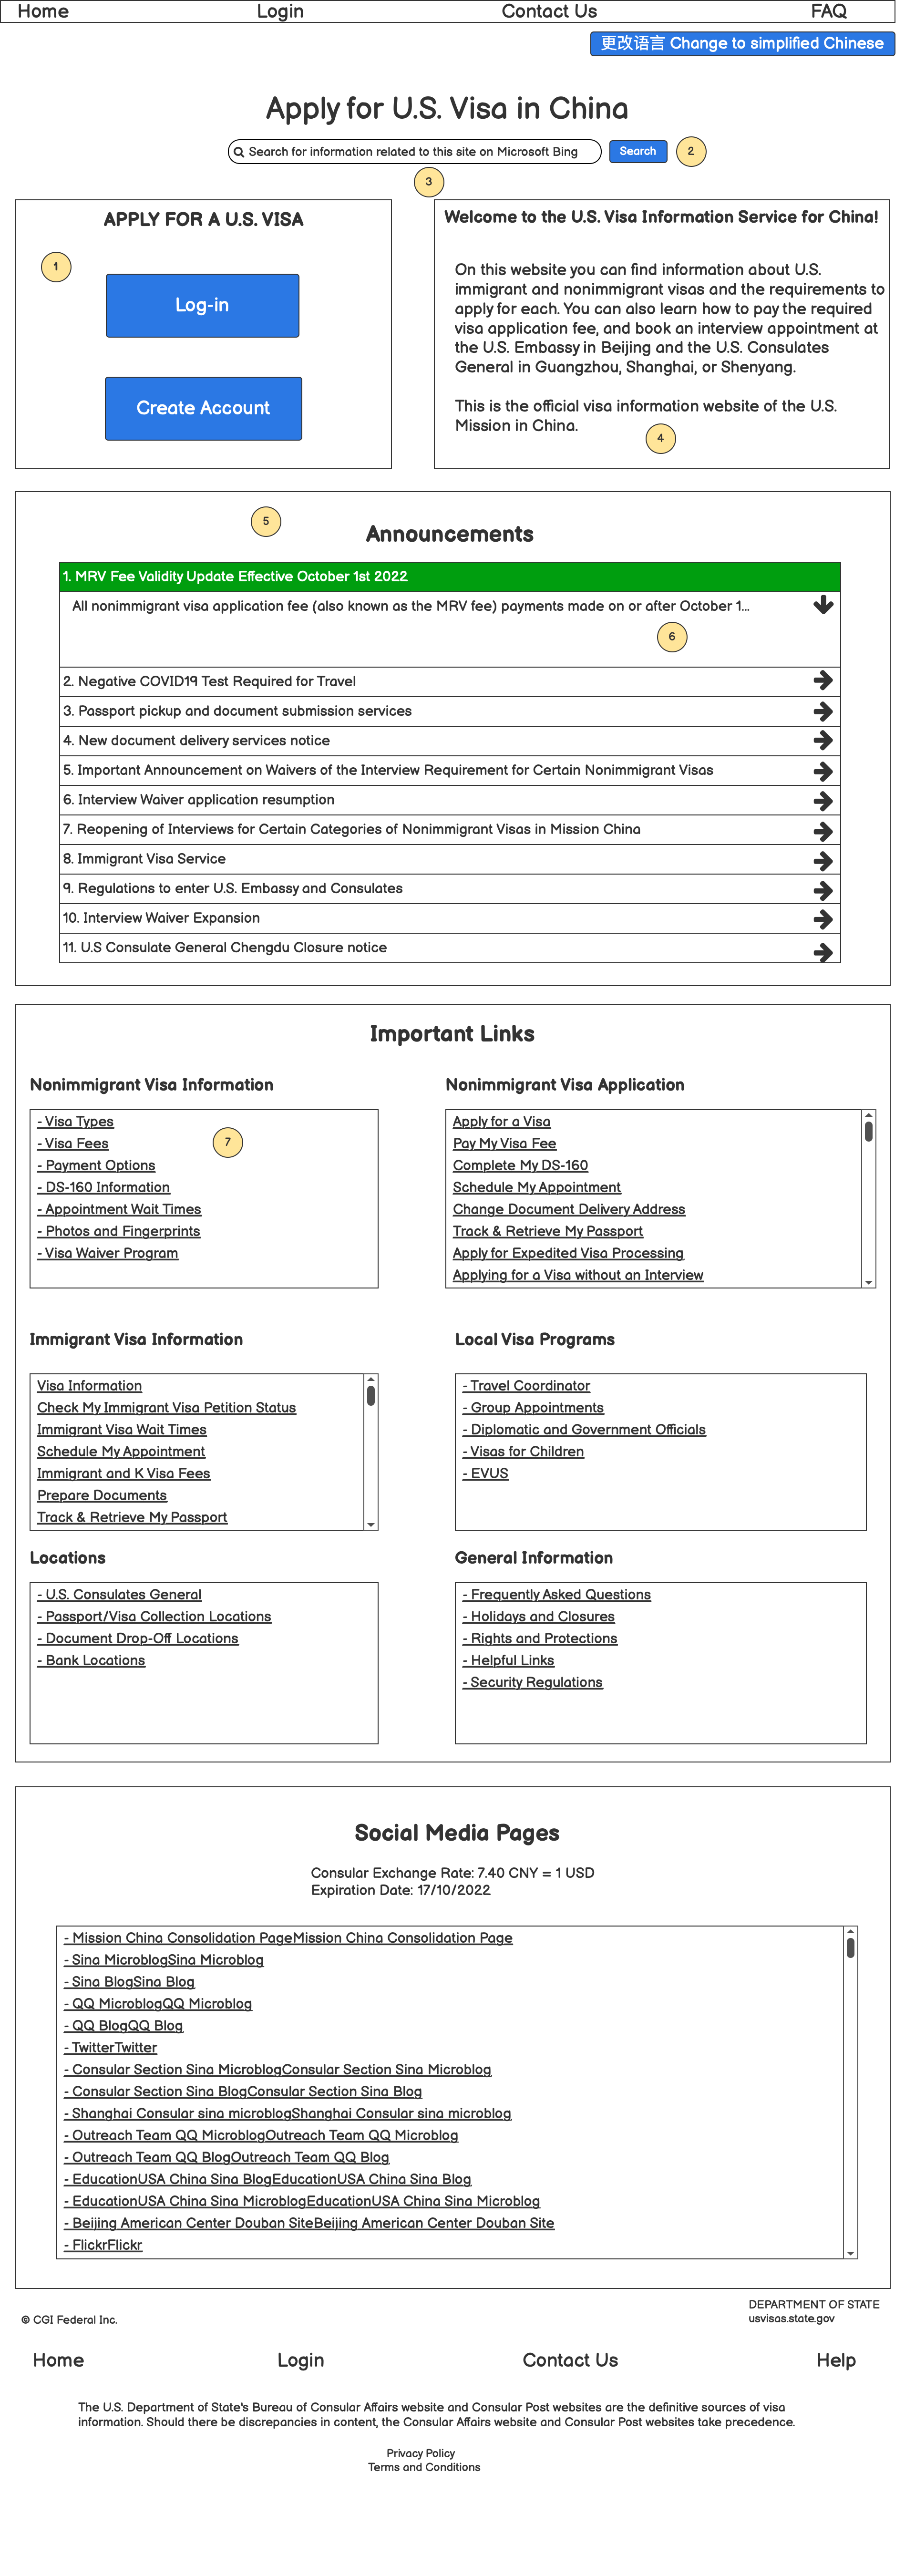 Home Login Contact Us FAQ
更改语言 Change to simplified Chinese
Apply for U.S. Visa in China
Search for information related to this site on Microsoft Bing Search 2
3
APPLY FOR A U.S. VISA
1
Log-in
Create Account
Welcome to the U.S. Visa Information Service for China!
On this website you can find information about U.S.
immigrant and nonimmigrant visas and the requirements to
apply for each. You can also learn how to pay the required
visa application fee, and book an interview appointment at
the U.S. Embassy in Beijing and the U.S. Consulates
General in Guangzhou, Shanghai, or Shenyang.
This is the official visa information website of the U.S.
Mission in China.
4
5
Announcements
1. MRV Fee Validity Update Effective October 1st 2022
All nonimmigrant visa application fee (also known as the MRV fee) payments made on or after October 1...
6
2. Negative COVID19 Test Required for Travel
3. Passport pickup and document submission services
4. New document delivery services notice
5. Important Announcement on Waivers of the Interview Requirement for Certain Nonimmigrant Visas
6. Interview Waiver application resumption
7. Reopening of Interviews for Certain Categories of Nonimmigrant Visas in Mission China
8. Immigrant Visa Service
9. Regulations to enter U.S. Embassy and Consulates
10. Interview Waiver Expansion
11. U.S Consulate General Chengdu Closure notice
Important Links
Nonimmigrant Visa Information
- Visa Types
- Visa Fees
7
- Payment Options
- DS-160 Information
- Appointment Wait Times
- Photos and Fingerprints
- Visa Waiver Program
Nonimmigrant Visa Application
Apply for a Visa
Pay My Visa Fee
Complete My DS-160
Schedule My Appointment
Change Document Delivery Address
Track & Retrieve My Passport
Apply for Expedited Visa Processing
Applying for a Visa without an Interview
Immigrant Visa Information
Visa Information
Check My Immigrant Visa Petition Status
Immigrant Visa Wait Times
Schedule My Appointment
Immigrant and K Visa Fees
Prepare Documents
Track & Retrieve My Passport
Local Visa Programs
- Travel Coordinator
- Group Appointments
- Diplomatic and Government Officials
- Visas for Children
- EVUS
Locations
- U.S. Consulates General
- Passport/Visa Collection Locations
- Document Drop-Off Locations
- Bank Locations
General Information
- Frequently Asked Questions
- Holidays and Closures
- Rights and Protections
- Helpful Links
- Security Regulations
Social Media Pages
Consular Exchange Rate: 7.40 CNY = 1 USD
Expiration Date: 17/10/2022
- Mission China Consolidation PageMission China Consolidation Page
- Sina MicroblogSina Microblog
- Sina BlogSina Blog
- QQ MicroblogQQ Microblog
- QQ BlogQQ Blog
- TwitterTwitter
- Consular Section Sina MicroblogConsular Section Sina Microblog
- Consular Section Sina BlogConsular Section Sina Blog
- Shanghai Consular sina microblogShanghai Consular sina microblog
- Outreach Team QQ MicroblogOutreach Team QQ Microblog
- Outreach Team QQ BlogOutreach Team QQ Blog
- EducationUSA China Sina BlogEducationUSA China Sina Blog
- EducationUSA China Sina MicroblogEducationUSA China Sina Microblog
- Beijing American Center Douban SiteBeijing American Center Douban Site
- FlickrFlickr
© CGI Federal Inc.
DEPARTMENT OF STATE
usvisas.state.gov
Home Login Contact Us Help
The U.S. Department of State's Bureau of Consular Affairs website and Consular Post websites are the definitive sources of visa
information. Should there be discrepancies in content, the Consular Affairs website and Consular Post websites take precedence.
Privacy Policy
Terms and Conditions